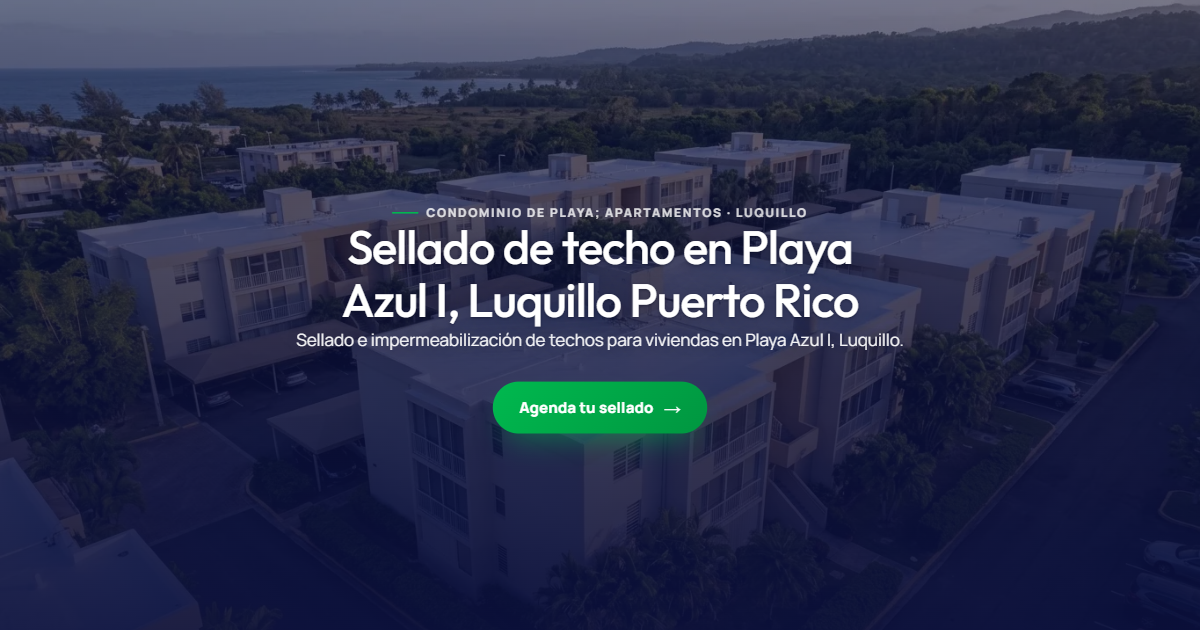 CONDOMINIO DE PLAYA; APARTAMENTOS · LUQUILLO
Sellado de techo en Playa
Azul I, Luquillo Puerto Rico
Sellado e impermeabilización de techos para viviendas en Playa Azul I, Luquillo.
Agenda tu sellado →